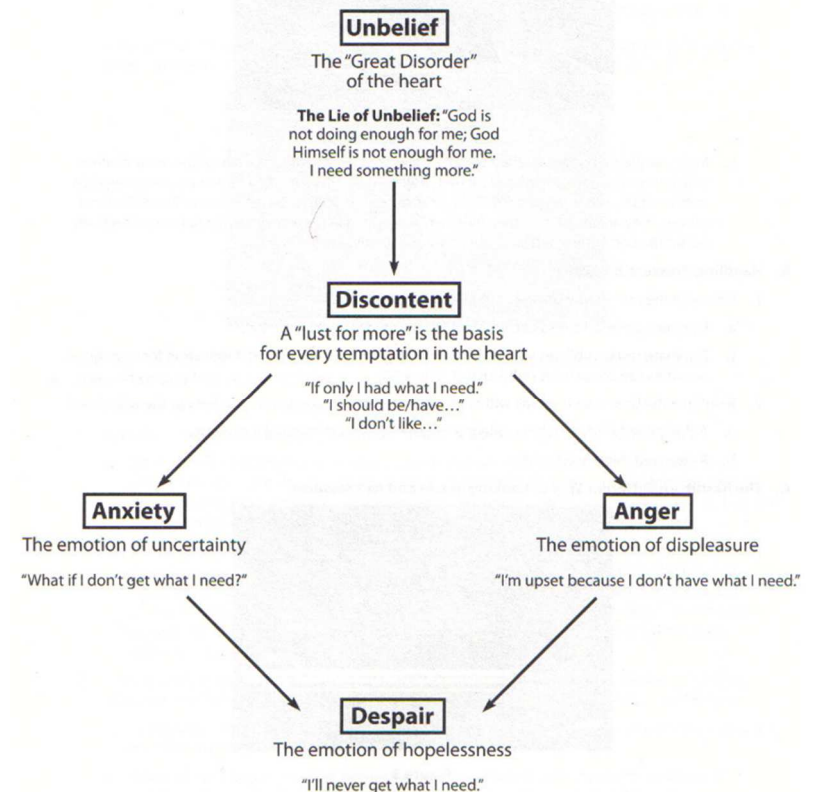 Unbelief
The “Great Disorder”
of the heart
The Lie of Unbelief: “God is
not doing enough for me; God
Himself is not enough for me.
I need something more.”
Discontent
A “lust for more” is the basis
for every temptation in the heart
"If only I had what I need."
"I should be/have..."
"I don't like..."
Anxiety
The emotion of uncertainty
"What if I don't get what I need?"
Anger
The emotion of displeasure
"I'm upset because I don't have what I need."
Despair
The emotion of hopelessness
"I'll never get what I need."